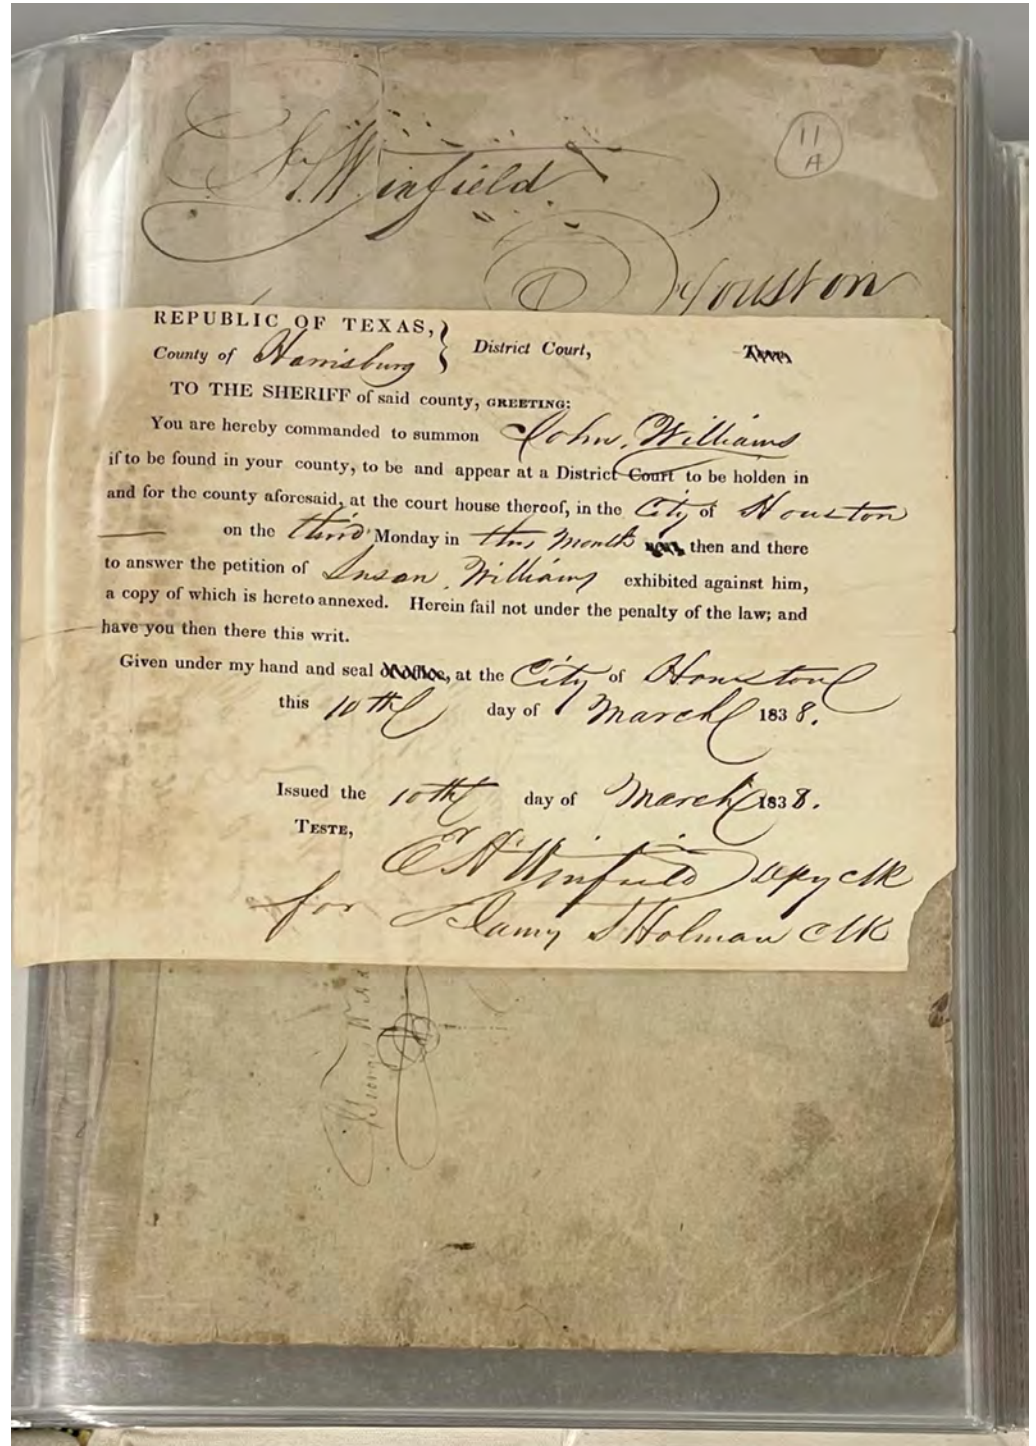 Winfield
11
A
Houston
REPUBLIC OF TEXAS,
County of Harrisburg } District Court,
TO THE SHERIFF of said county, GREETING:
You are hereby commanded to summon John Williams
if to be found in your county, to be and appear at a District Court to be holden in
and for the county aforesaid, at the court house thereof, in the City of Houston
on the third Monday in this Month then and there
to answer the petition of Susan Williams exhibited against him,
a copy of which is hereto annexed. Herein fail not under the penalty of the law; and
have you then there this writ.
Given under my hand and seal of office, at the City of Houston
this 10th day of March 1838.
Issued the 10th day of March 1838.
TESTE,
E H Winfield Depy clk
for James S Holman Clk